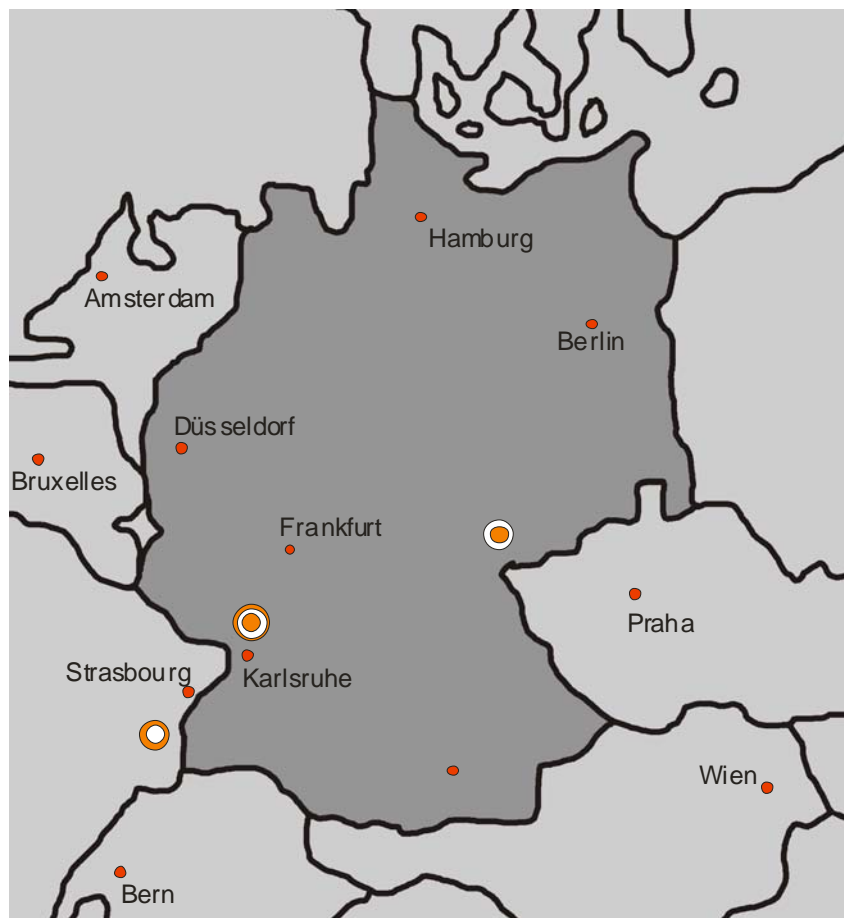 Hamburg
Amsterdam
Berlin
Düsseldorf
Bruxelles
Frankfurt
Praha
Strasbourg
Karlsruhe
Wien
Bern